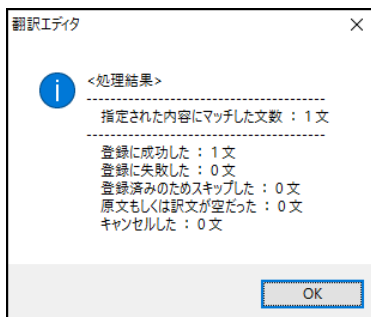 翻訳エディタ
<処理結果>
----------------------------------
指定された内容にマッチした文数 : 1 文
----------------------------------
登録に成功した : 1 文
登録に失敗した : 0 文
登録済みのためスキップした : 0 文
原文もしくは訳文が空だった : 0 文
キャンセルした : 0 文
OK